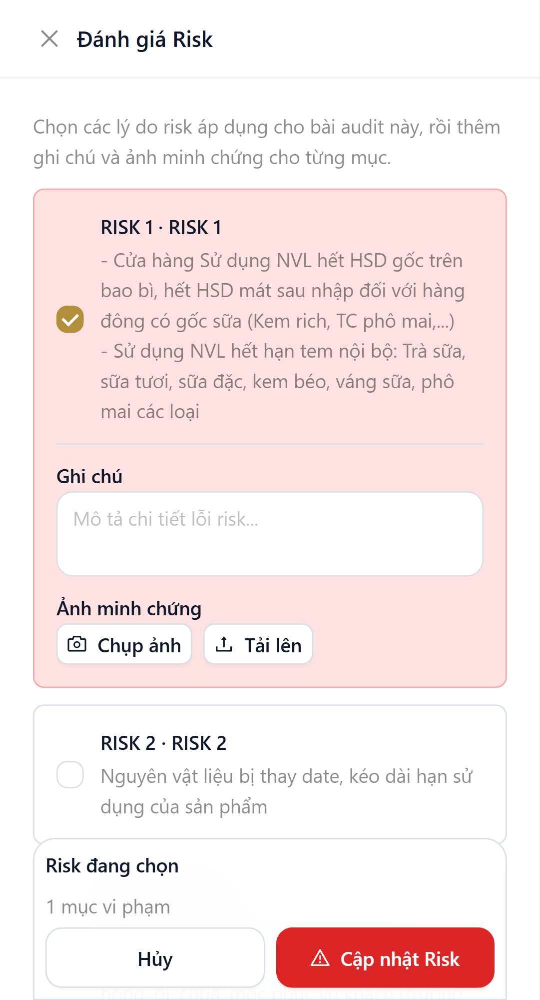 Đánh giá Risk
Chọn các lý do risk áp dụng cho bài audit này, rồi thêm
ghi chú và ảnh minh chứng cho từng mục.
RISK 1 · RISK 1
- Cửa hàng Sử dụng NVL hết HSD gốc trên
bao bì, hết HSD mát sau nhập đối với hàng
đông có gốc sữa (Kem rich, TC phô mai,...)
- Sử dụng NVL hết hạn tem nội bộ: Trà sữa,
sữa tươi, sữa đặc, kem béo, váng sữa, phô
mai các loại
Ghi chú
Mô tả chi tiết lỗi risk...
Ảnh minh chứng
Chụp ảnh
Tải lên
RISK 2 · RISK 2
Nguyên vật liệu bị thay date, kéo dài hạn sử
dụng của sản phẩm
Risk đang chọn
1 mục vi phạm
Hủy
Cập nhật Risk